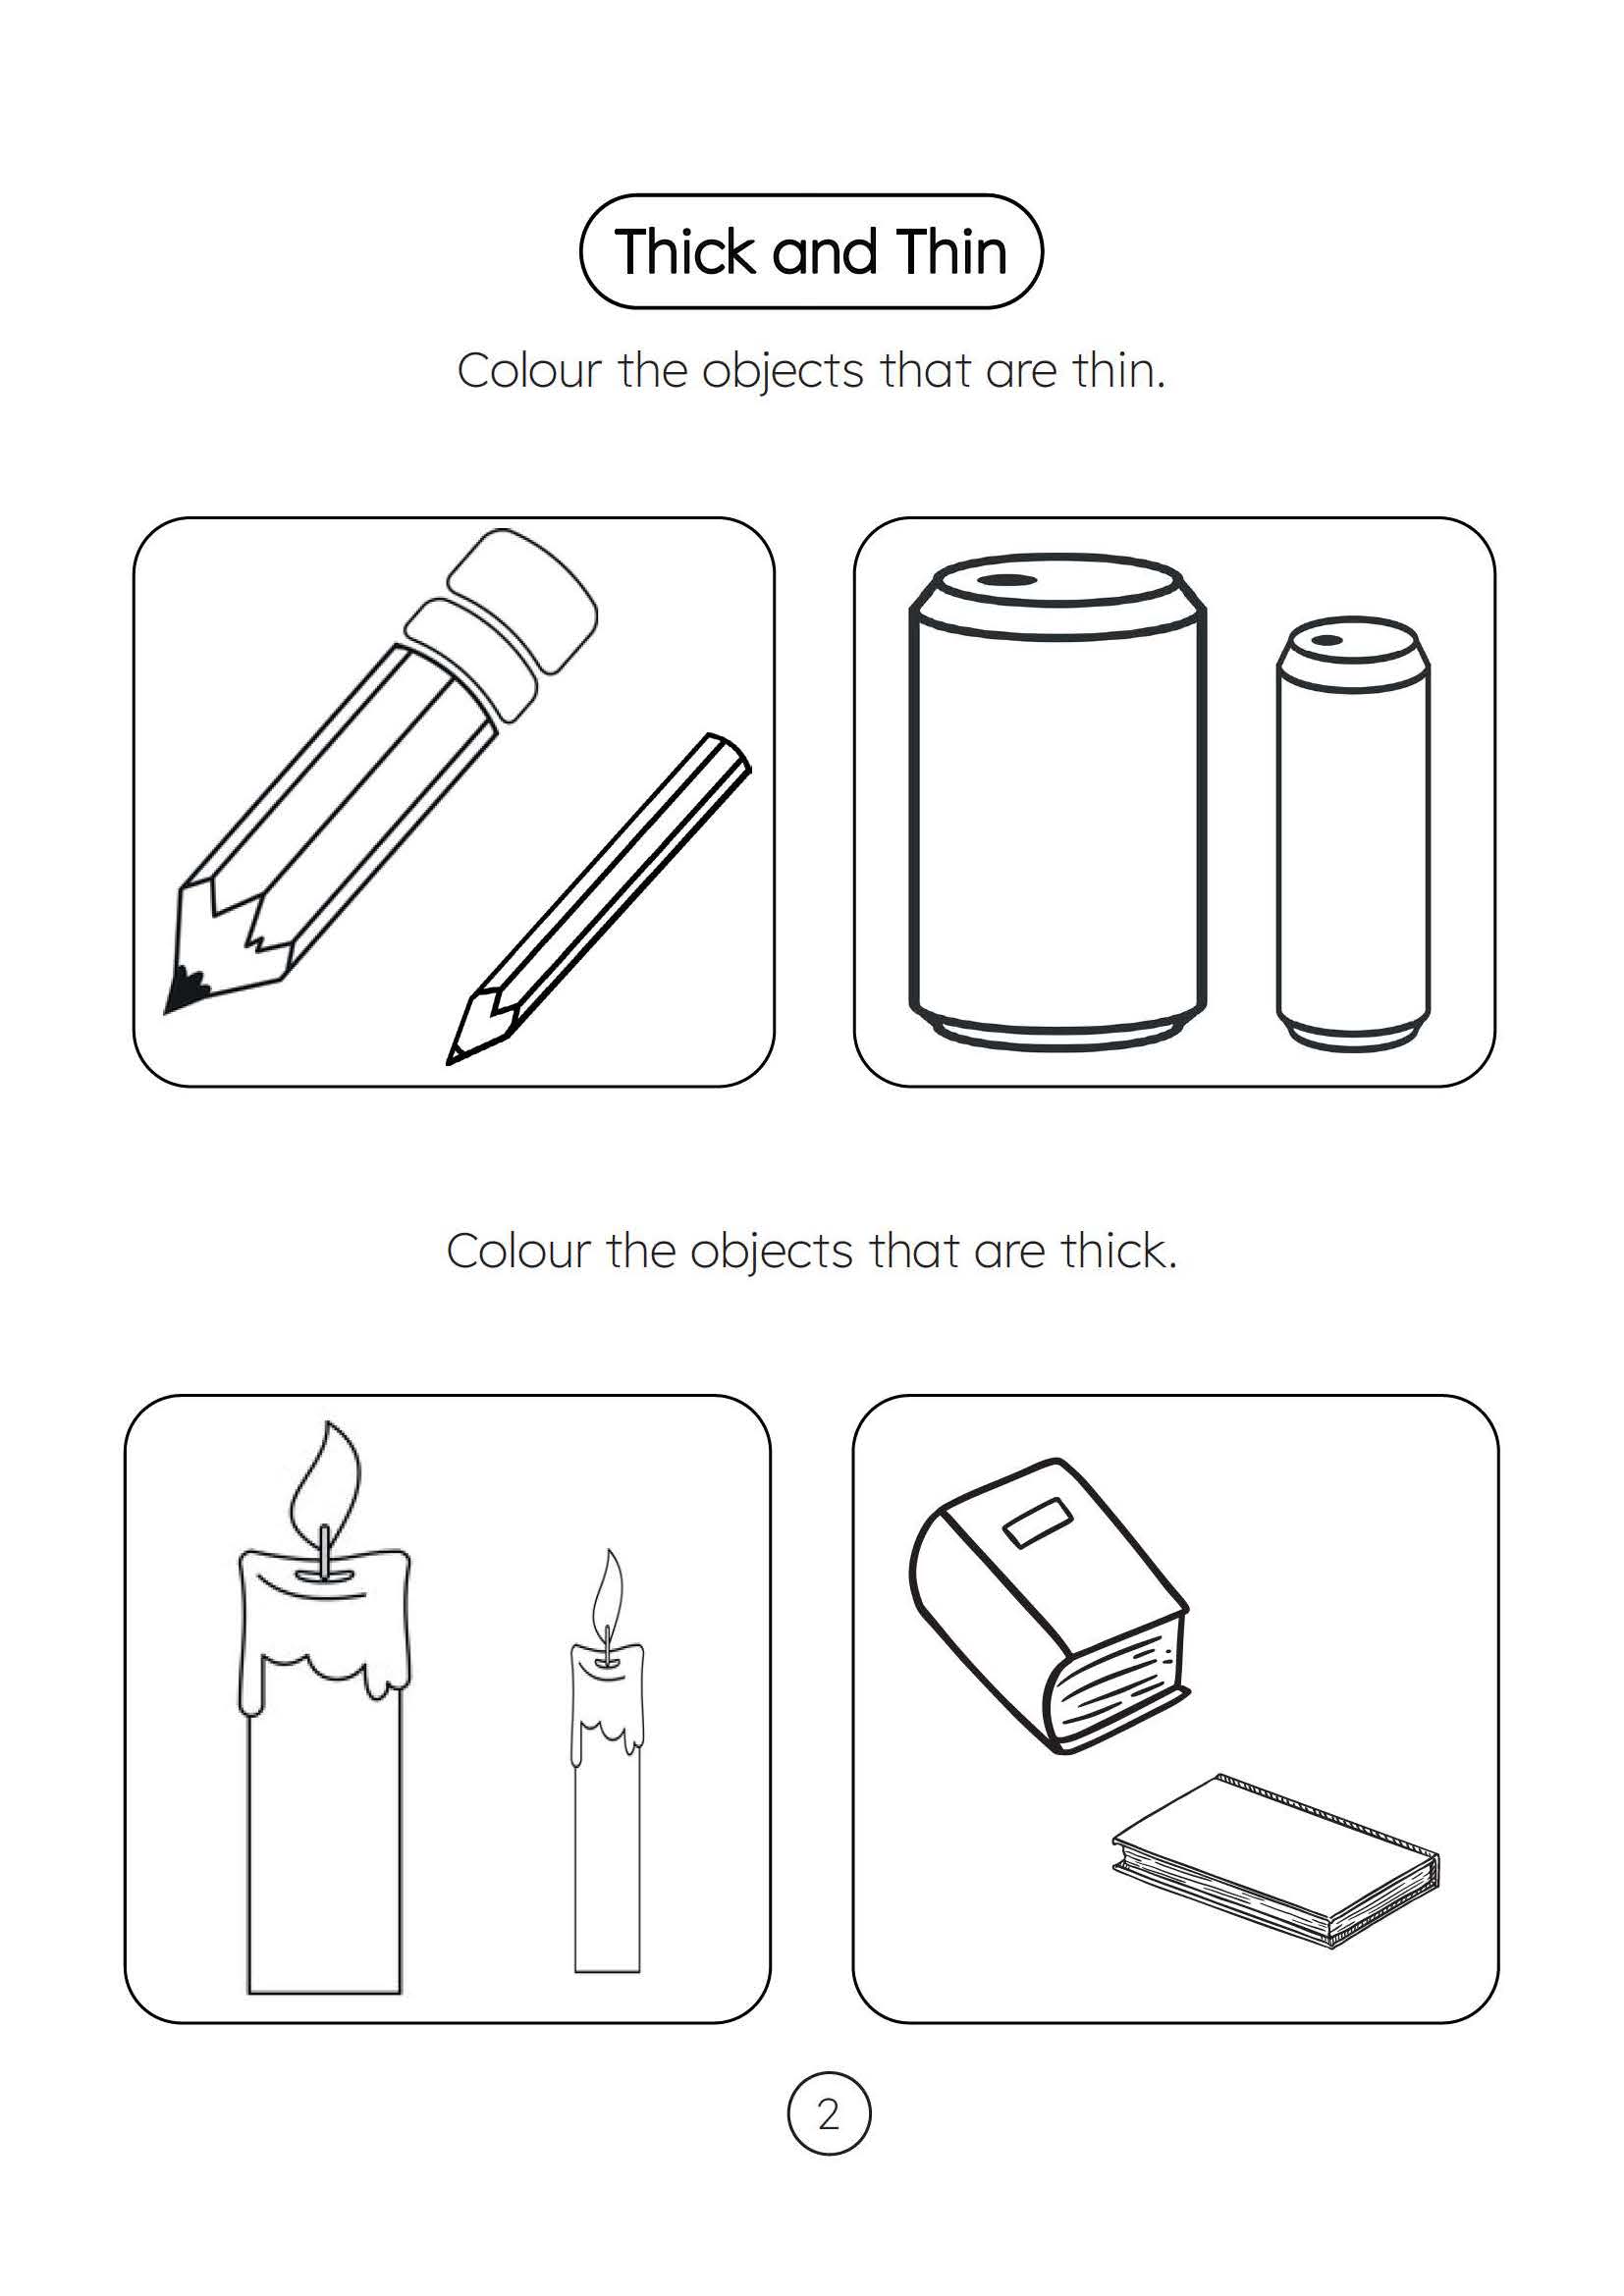 Thick and Thin
Colour the objects that are thin.
Colour the objects that are thick.
2